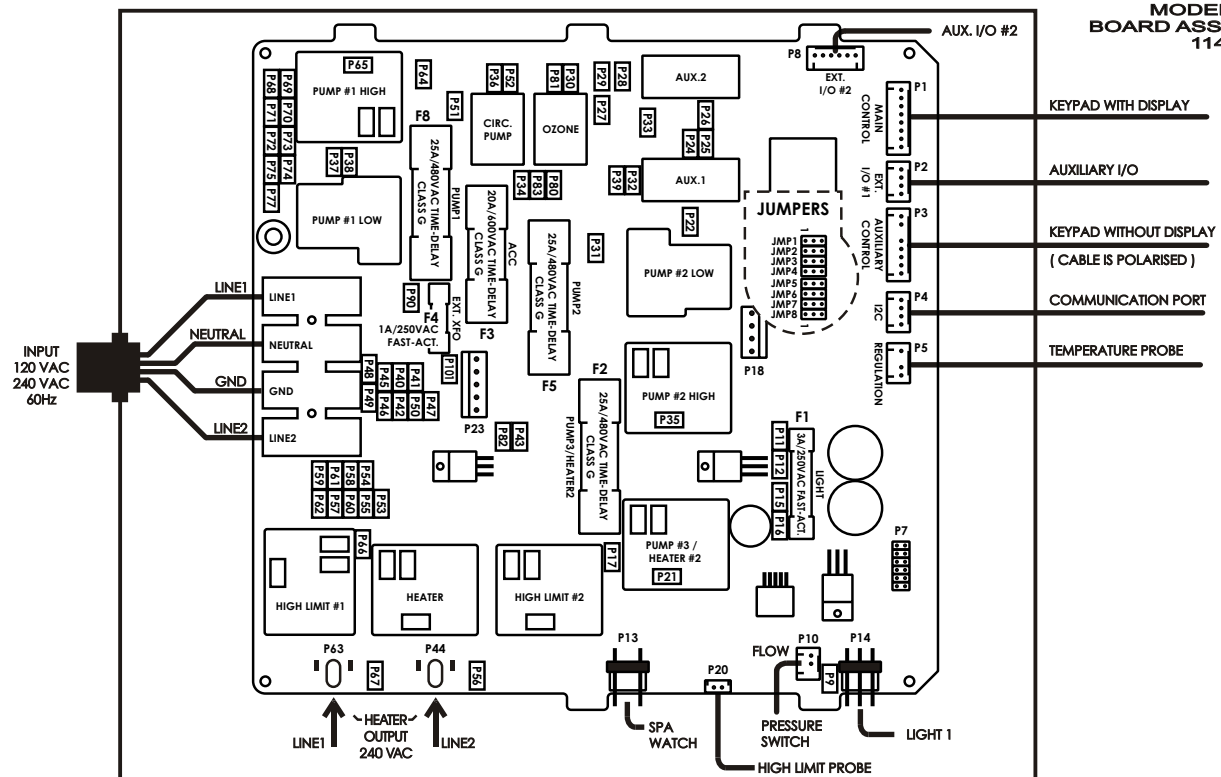 MODEL
BOARD ASS
114
AUX. I/O #2
P8
EXT.
I/O #2
P1
MAIN
CONTROL
KEYPAD WITH DISPLAY
P2
EXT.
I/O #1
AUXILIARY I/O
P3
AUXILIARY
CONTROL
KEYPAD WITHOUT DISPLAY
( CABLE IS POLARISED )
P4
I2C
COMMUNICATION PORT
P5
REGULATION
TEMPERATURE PROBE
P65
PUMP #1 HIGH
P68
P69
P71
P70
P72
P73
P75
P74
P77
P64
P51
P37
P38
PUMP #1 LOW
F8
25A/480VAC TIME-DELAY
CLASS G
PUMP1
P36
P52
CIRC.
PUMP
P81
P30
OZONE
P29
P28
P27
AUX.2
P33
P26
P24
P25
P34
P83
P80
P39
P32
AUX.1
P22
20A/600VAC TIME-DELAY
CLASS G
ACC
F3
25A/480VAC TIME-DELAY
CLASS G
PUMP2
F5
P31
PUMP #2 LOW
JUMPERS
1
JMP1
JMP2
JMP3
JMP4
JMP5
JMP6
JMP7
JMP8
1
P18
P90
F4
EXT. XFO
1A/250VAC
FAST-ACT.
P101
P23
INPUT
120 VAC
240 VAC
60Hz
LINE1
NEUTRAL
GND
LINE2
LINE1
NEUTRAL
GND
LINE2
P48
P45
P40
P41
P49
P46
P42
P50
P47
P82
P43
F2
25A/480VAC TIME-DELAY
CLASS G
PUMP3/HEATER2
PUMP #2 HIGH
P35
F1
3A/250VAC FAST-ACT.
LIGHT
P11
P12
P15
P16
P59
P61
P58
P54
P62
P57
P60
P55
P53
P66
HIGH LIMIT #1
HEATER
HIGH LIMIT #2
P17
PUMP #3 /
HEATER #2
P21
P7
P63
P67
P44
P56
P13
P20
FLOW
P10
P9
P14
LINE1
HEATER
OUTPUT
240 VAC
LINE2
SPA
WATCH
PRESSURE
SWITCH
LIGHT 1
HIGH LIMIT PROBE